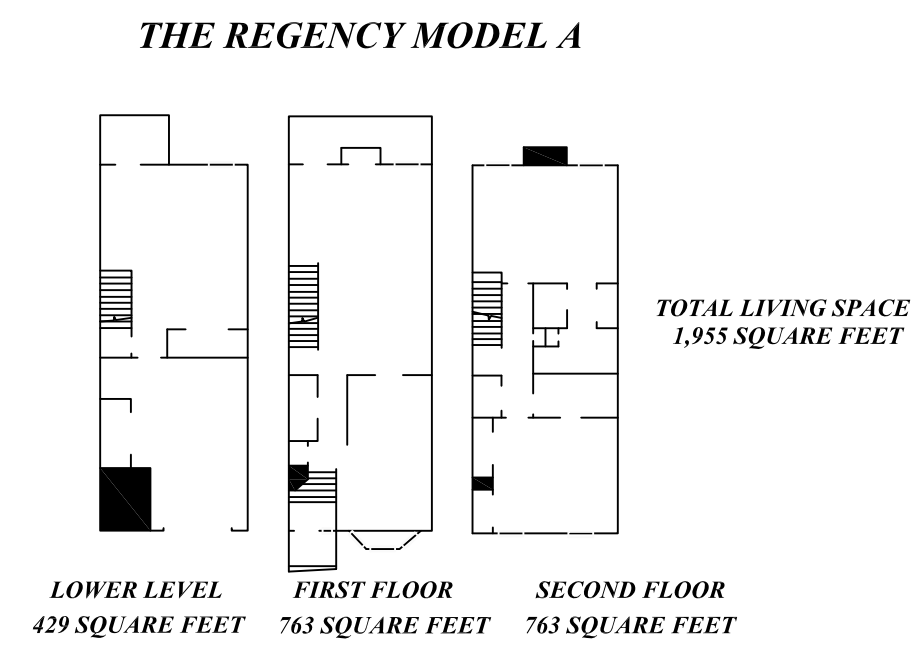 THE REGENCY MODEL A
TOTAL LIVING SPACE
1,955 SQUARE FEET
LOWER LEVEL
429 SQUARE FEET
FIRST FLOOR
763 SQUARE FEET
SECOND FLOOR
763 SQUARE FEET